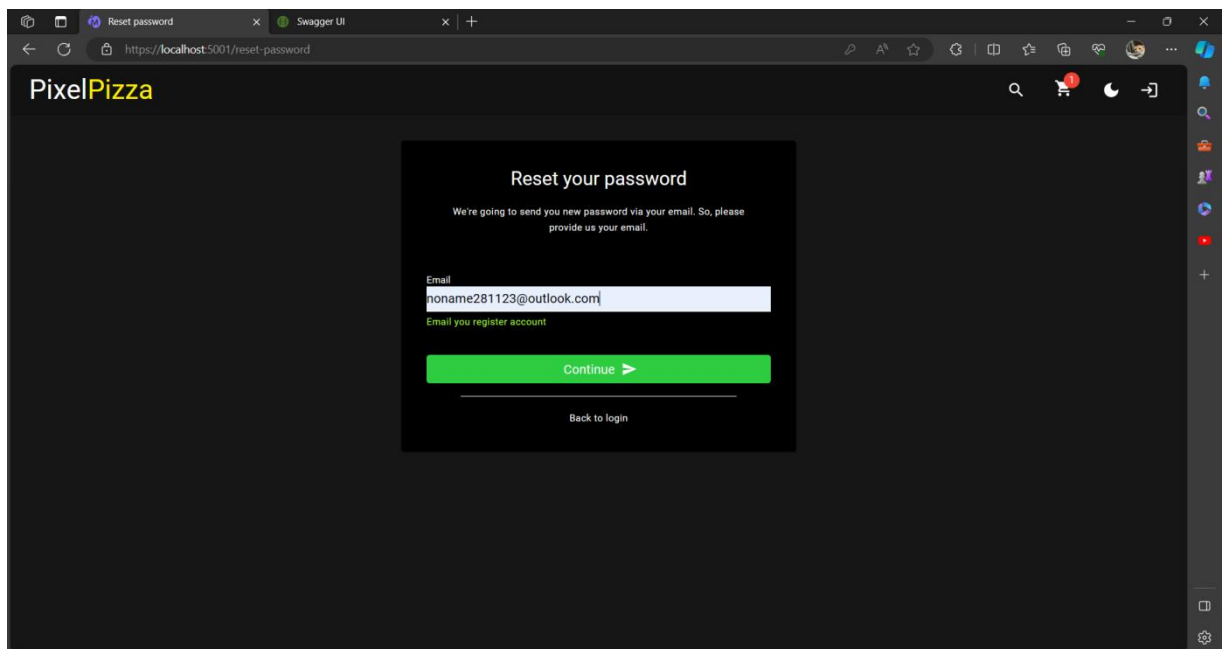 Reset password
Swagger UI
https://localhost:5001/reset-password
PixelPizza
1
Reset your password
We're going to send you new password via your email. So, please
provide us your email.
Email
noname281123@outlook.com
Email you register account
Continue
Back to login